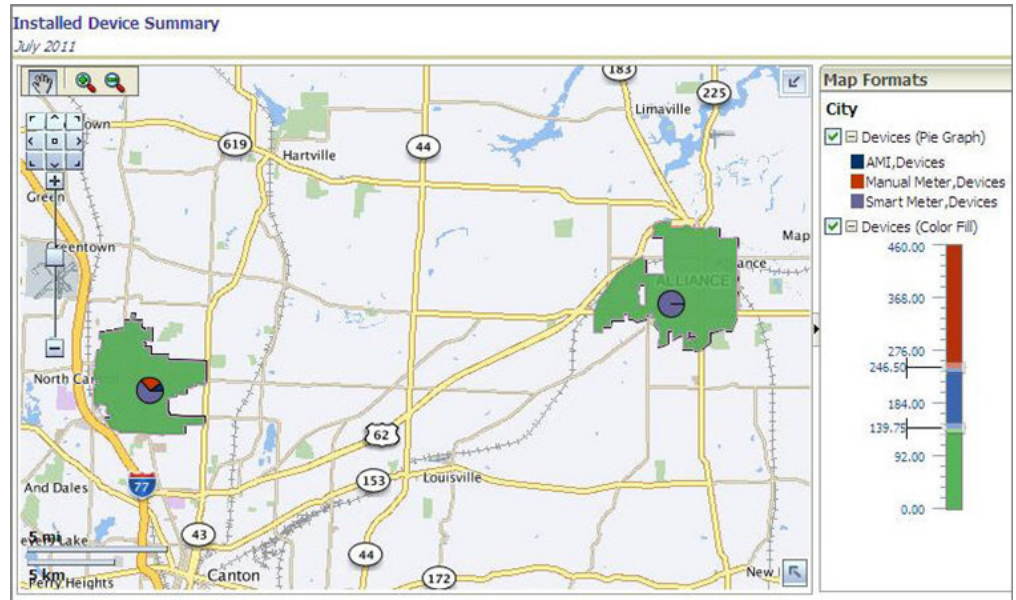 Installed Device Summary
July 2011
183
225
Limaville
619
Hartville
44
Green
Greentown
Map
ALLIANCE
North Can
62
And Dales
77
153
Louisville
43
5 mi
44
5 km
Perry Heights
Canton
172
New
Map Formats
City
Devices (Pie Graph)
AMI,Devices
Manual Meter,Devices
Smart Meter,Devices
Devices (Color Fill)
460.00
368.00
276.00
246.50
184.00
139.75
92.00
0.00